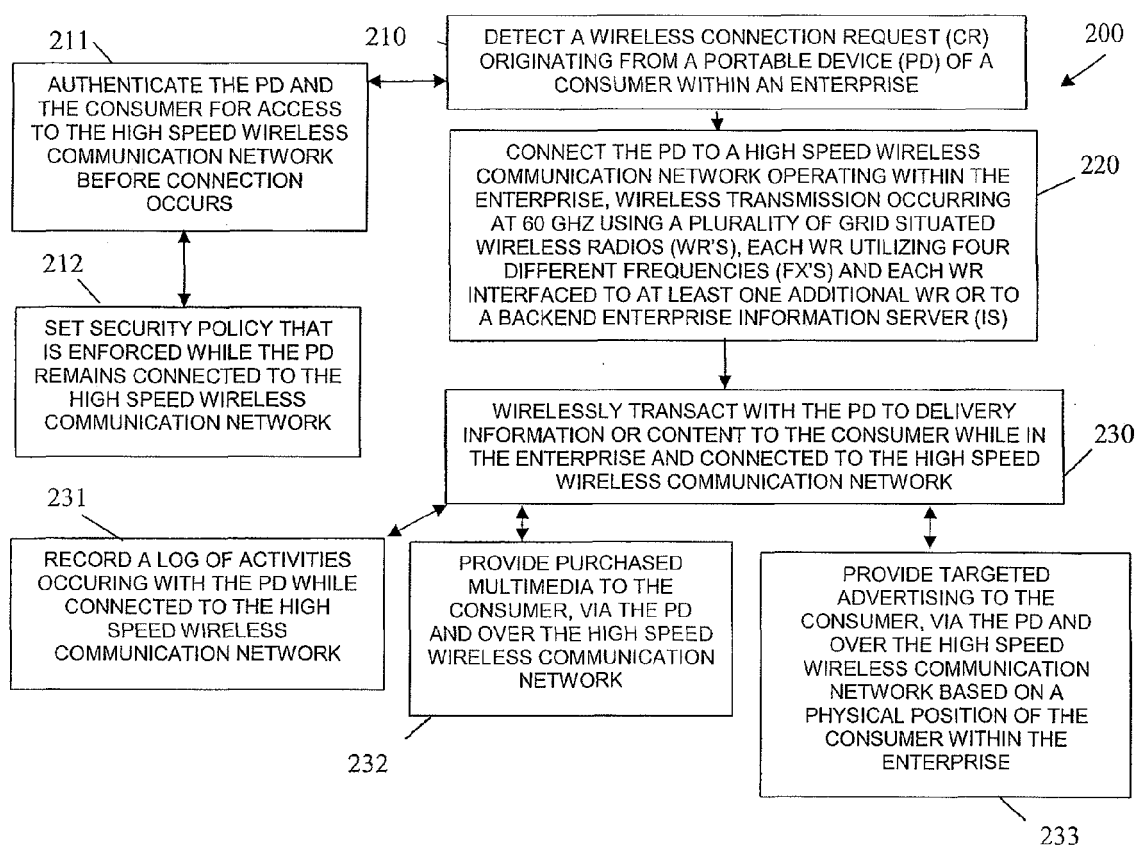 200
210
DETECT A WIRELESS CONNECTION REQUEST (CR)
ORIGINATING FROM A PORTABLE DEVICE (PD) OF A
CONSUMER WITHIN AN ENTERPRISE
211
AUTHENTICATE THE PD AND
THE CONSUMER FOR ACCESS
TO THE HIGH SPEED WIRELESS
COMMUNICATION NETWORK
BEFORE CONNECTION
OCCURS
212
SET SECURITY POLICY THAT
IS ENFORCED WHILE THE PD
REMAINS CONNECTED TO THE
HIGH SPEED WIRELESS
COMMUNICATION NETWORK
220
CONNECT THE PD TO A HIGH SPEED WIRELESS
COMMUNICATION NETWORK OPERATING WITHIN THE
ENTERPRISE, WIRELESS TRANSMISSION OCCURRING
AT 60 GHZ USING A PLURALITY OF GRID SITUATED
WIRELESS RADIOS (WR'S), EACH WR UTILIZING FOUR
DIFFERENT FREQUENCIES (FX'S) AND EACH WR
INTERFACED TO AT LEAST ONE ADDITIONAL WR OR TO
A BACKEND ENTERPRISE INFORMATION SERVER (IS)
230
WIRELESSLY TRANSACT WITH THE PD TO DELIVERY
INFORMATION OR CONTENT TO THE CONSUMER WHILE IN
THE ENTERPRISE AND CONNECTED TO THE HIGH SPEED
WIRELESS COMMUNICATION NETWORK
231
RECORD A LOG OF ACTIVITIES
OCCURING WITH THE PD WHILE
CONNECTED TO THE HIGH
SPEED WIRELESS
COMMUNICATION NETWORK
PROVIDE PURCHASED
MULTIMEDIA TO THE
CONSUMER, VIA THE PD
AND OVER THE HIGH SPEED
WIRELESS COMMUNICATION
NETWORK
232
PROVIDE TARGETED
ADVERTISING TO THE
CONSUMER, VIA THE PD AND
OVER THE HIGH SPEED
WIRELESS COMMUNICATION
NETWORK BASED ON A
PHYSICAL POSITION OF THE
CONSUMER WITHIN THE
ENTERPRISE
233